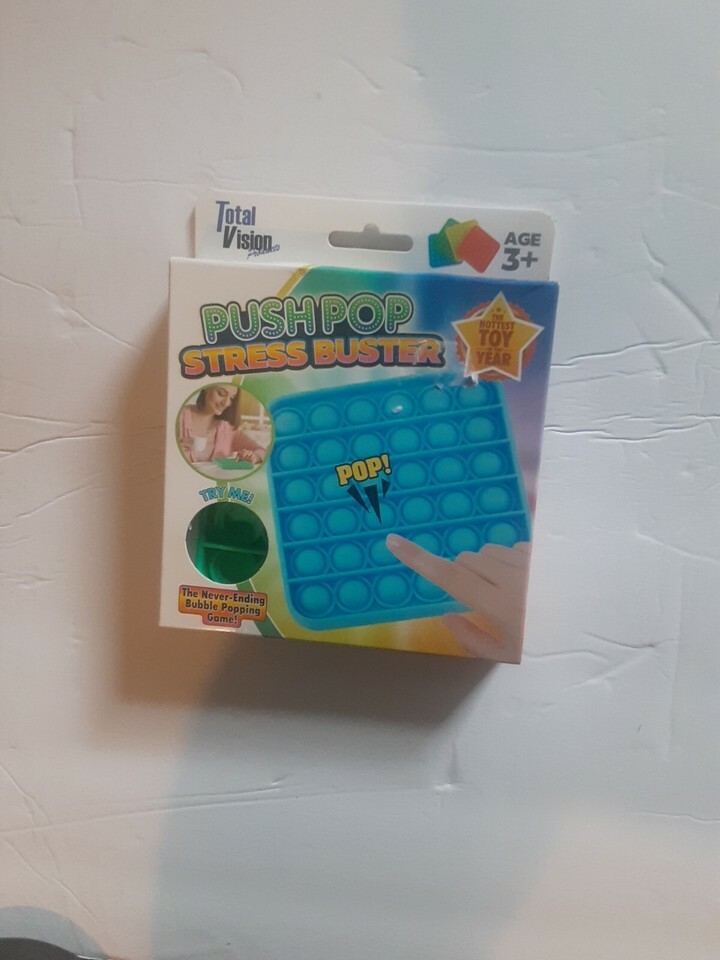 Total
Vision
Products
AGE
3+
PUSH POP
STRESS BUSTER
THE
HOTTEST
TOY
OF THE
YEAR
POP!
TRY ME!
The Never-Ending
Bubble Popping
Game!